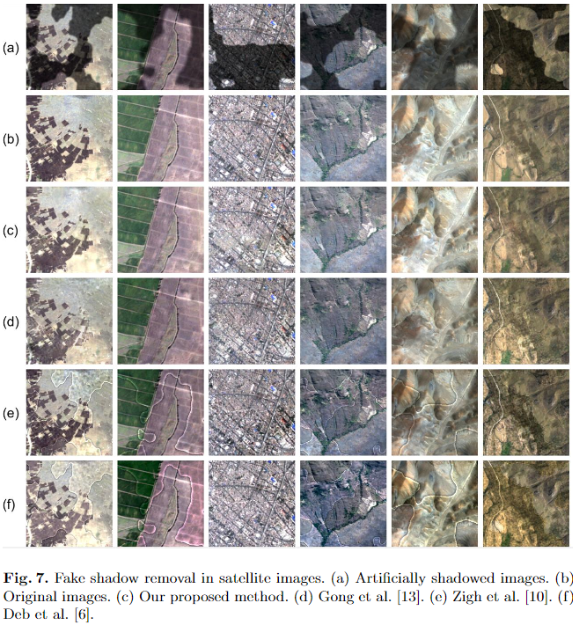 (a)
(b)
(c)
(d)
(e)
(f)
Fig. 7. Fake shadow removal in satellite images. (a) Artificially shadowed images. (b)
Original images. (c) Our proposed method. (d) Gong et al. [13]. (e) Zigh et al. [10]. (f)
Deb et al. [6].